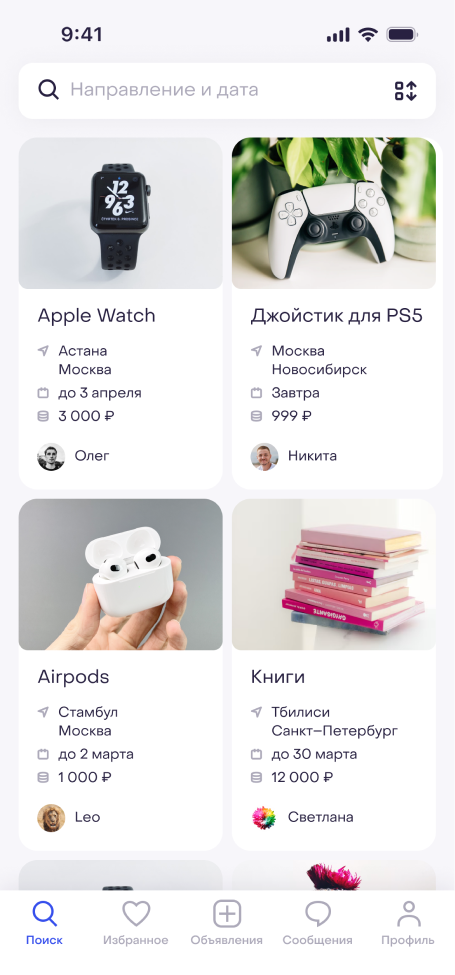 9:41
Направление и дата
12
9 3
6 3
Apple Watch
Астана
Москва
до 3 апреля
3 000 ₽
Олег
Джойстик для PS5
Москва
Новосибирск
Завтра
999 ₽
Никита
Airpods
Стамбул
Москва
до 2 марта
1 000 ₽
Leo
Книги
Тбилиси
Санкт–Петербург
до 30 марта
12 000 ₽
Светлана
Поиск
Избранное
Объявления
Сообщения
Профиль